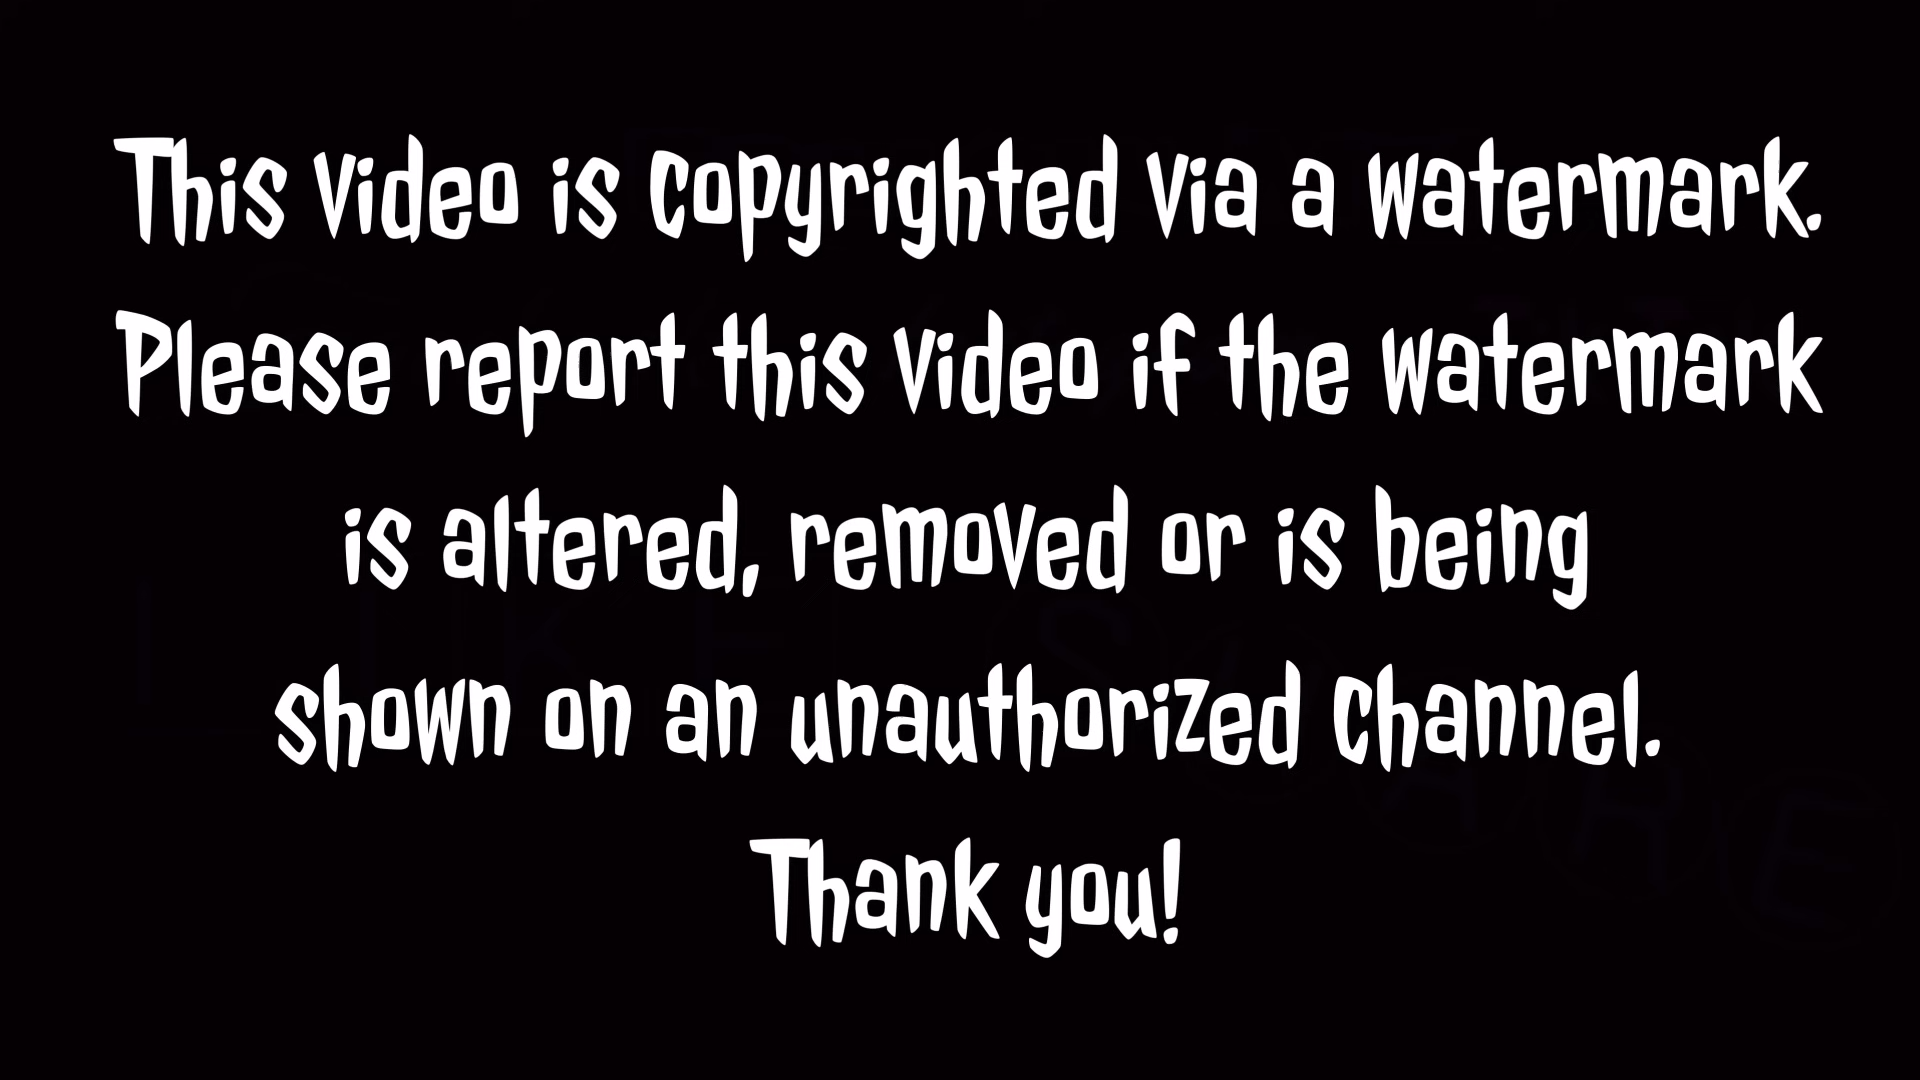 This video is copyrighted via a watermark.
Please report this video if the watermark
is altered, removed or is being
shown on an unauthorized channel.
Thank you!